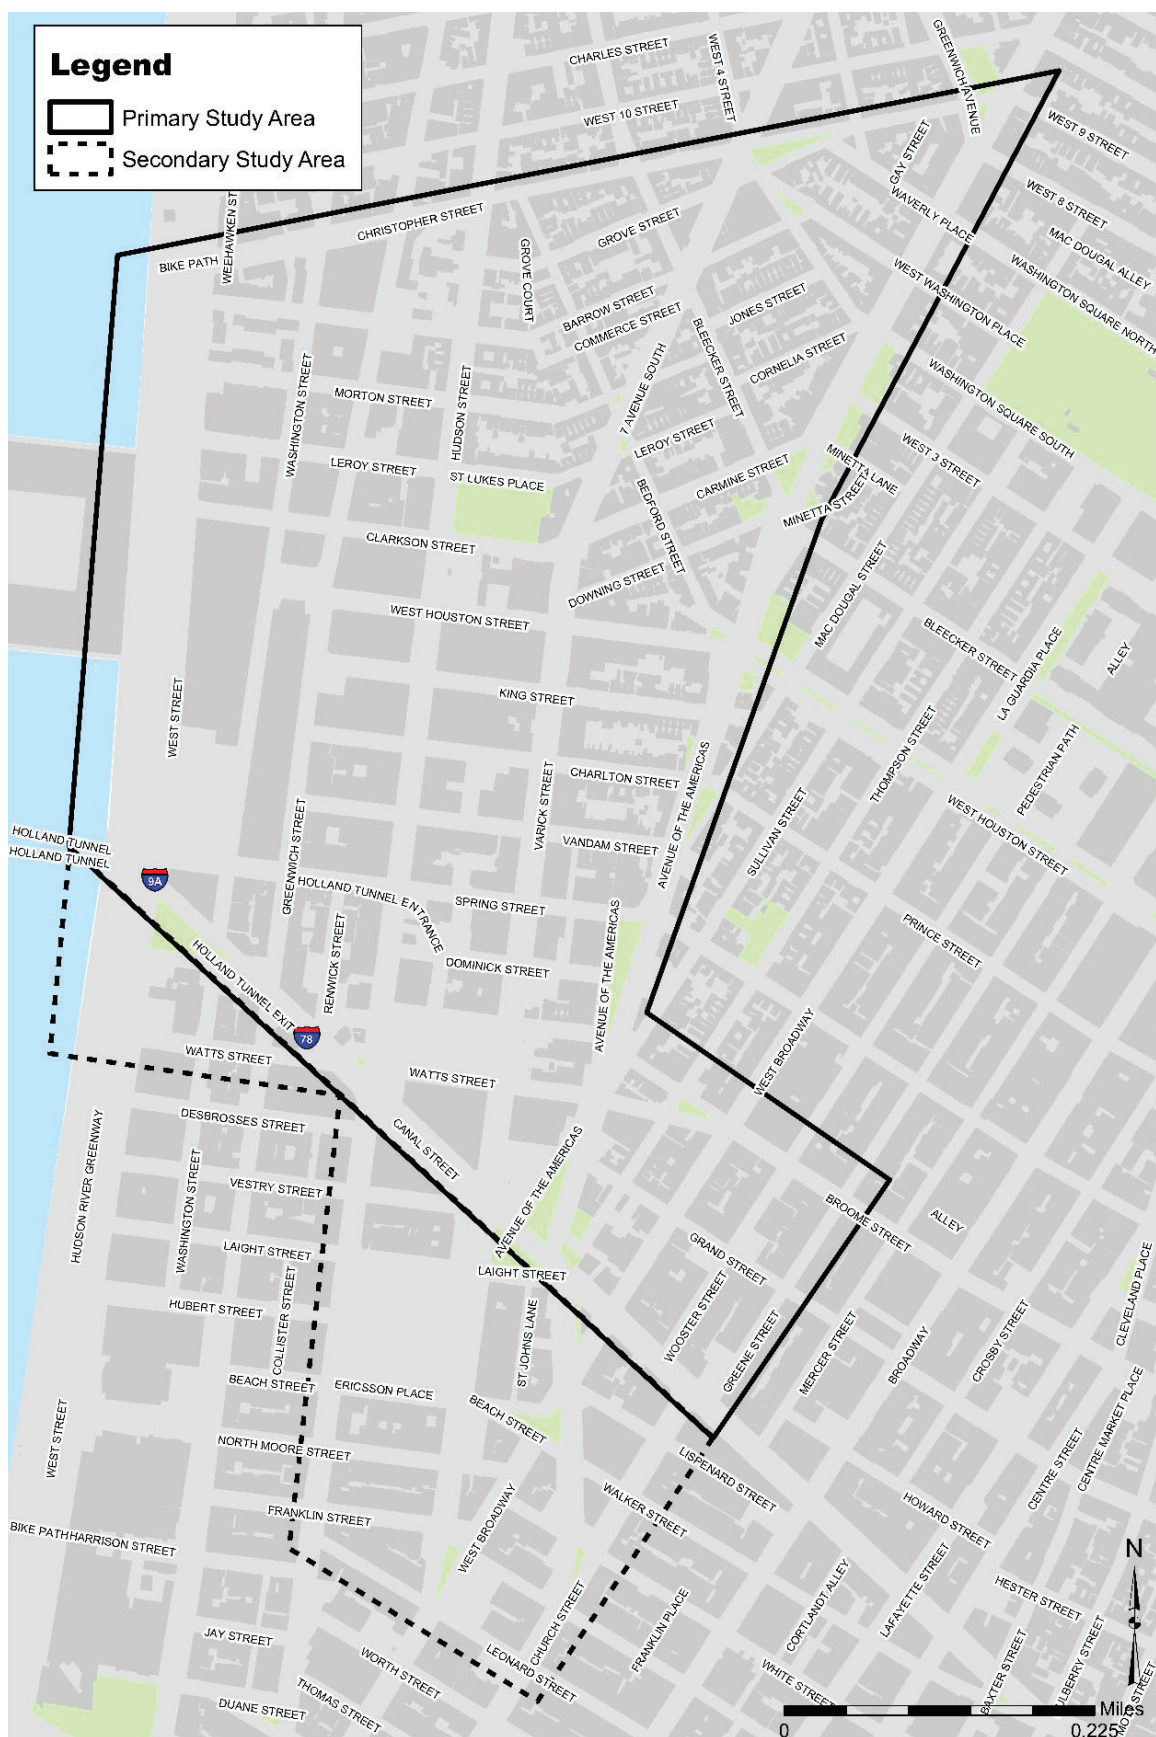 Legend
Primary Study Area
Secondary Study Area
CHARLES STREET
WEST 4 STREET
GREENWICH AVENUE
WEST 10 STREET
WEST 9 STREET
GAY STREET
WEEHAWKEN ST
WAVERLY PLACE
WEST 8 STREET
CHRISTOPHER STREET
GROVE STREET
MAC DOUGAL ALLEY
BIKE PATH
GROVE COURT
WEST WASHINGTON PLACE
WASHINGTON SQUARE NORTH
BARROW STREET
JONES STREET
COMMERCE STREET
BLEECKER STREET
CORNELIA STREET
WASHINGTON STREET
MORTON STREET
HUDSON STREET
7 AVENUE SOUTH
WASHINGTON SQUARE SOUTH
LEROY STREET
WEST 3 STREET
LEROY STREET
ST LUKES PLACE
CARMINE STREET
MINETTA LANE
MINETTA STREET
BEDFORD STREET
CLARKSON STREET
DOWNING STREET
MAC DOUGAL STREET
WEST HOUSTON STREET
BLEECKER STREET
LA GUARDIA PLACE
ALLEY
KING STREET
WEST STREET
THOMPSON STREET
PEDESTRIAN PATH
CHARLTON STREET
AVENUE OF THE AMERICAS
VARICK STREET
VANDAM STREET
SULLIVAN STREET
WEST HOUSTON STREET
HOLLAND TUNNEL
HOLLAND TUNNEL
9A
GREENWICH STREET
HOLLAND TUNNEL ENTRANCE
SPRING STREET
PRINCE STREET
HOLLAND TUNNEL EXIT
RENWICK STREET
DOMINICK STREET
AVENUE OF THE AMERICAS
78
WATTS STREET
WATTS STREET
WEST BROADWAY
DESBROSSES STREET
CANAL STREET
HUDSON RIVER GREENWAY
WASHINGTON STREET
VESTRY STREET
AVENUE OF THE AMERICAS
BROOME STREET
ALLEY
LAIGHT STREET
LAIGHT STREET
GRAND STREET
HUBERT STREET
COLLISTER STREET
ST JOHNS LANE
WOOSTER STREET
GREENE STREET
MERCER STREET
BROADWAY
CROSBY STREET
CLEVELAND PLACE
BEACH STREET
ERICSSON PLACE
BEACH STREET
WEST STREET
NORTH MOORE STREET
LISPENARD STREET
CENTRE STREET
CENTRE MARKET PLACE
FRANKLIN STREET
WEST BROADWAY
WALKER STREET
HOWARD STREET
BIKE PATH
HARRISON STREET
N
CHURCH STREET
CORTLANDT ALLEY
LAFAYETTE STREET
HESTER STREET
JAY STREET
WORTH STREET
LEONARD STREET
FRANKLIN PLACE
WHITE STREET
BAXTER STREET
ULBERRY STREET
MOTT STREET
DUANE STREET
THOMAS STREET
Miles
0
0.225